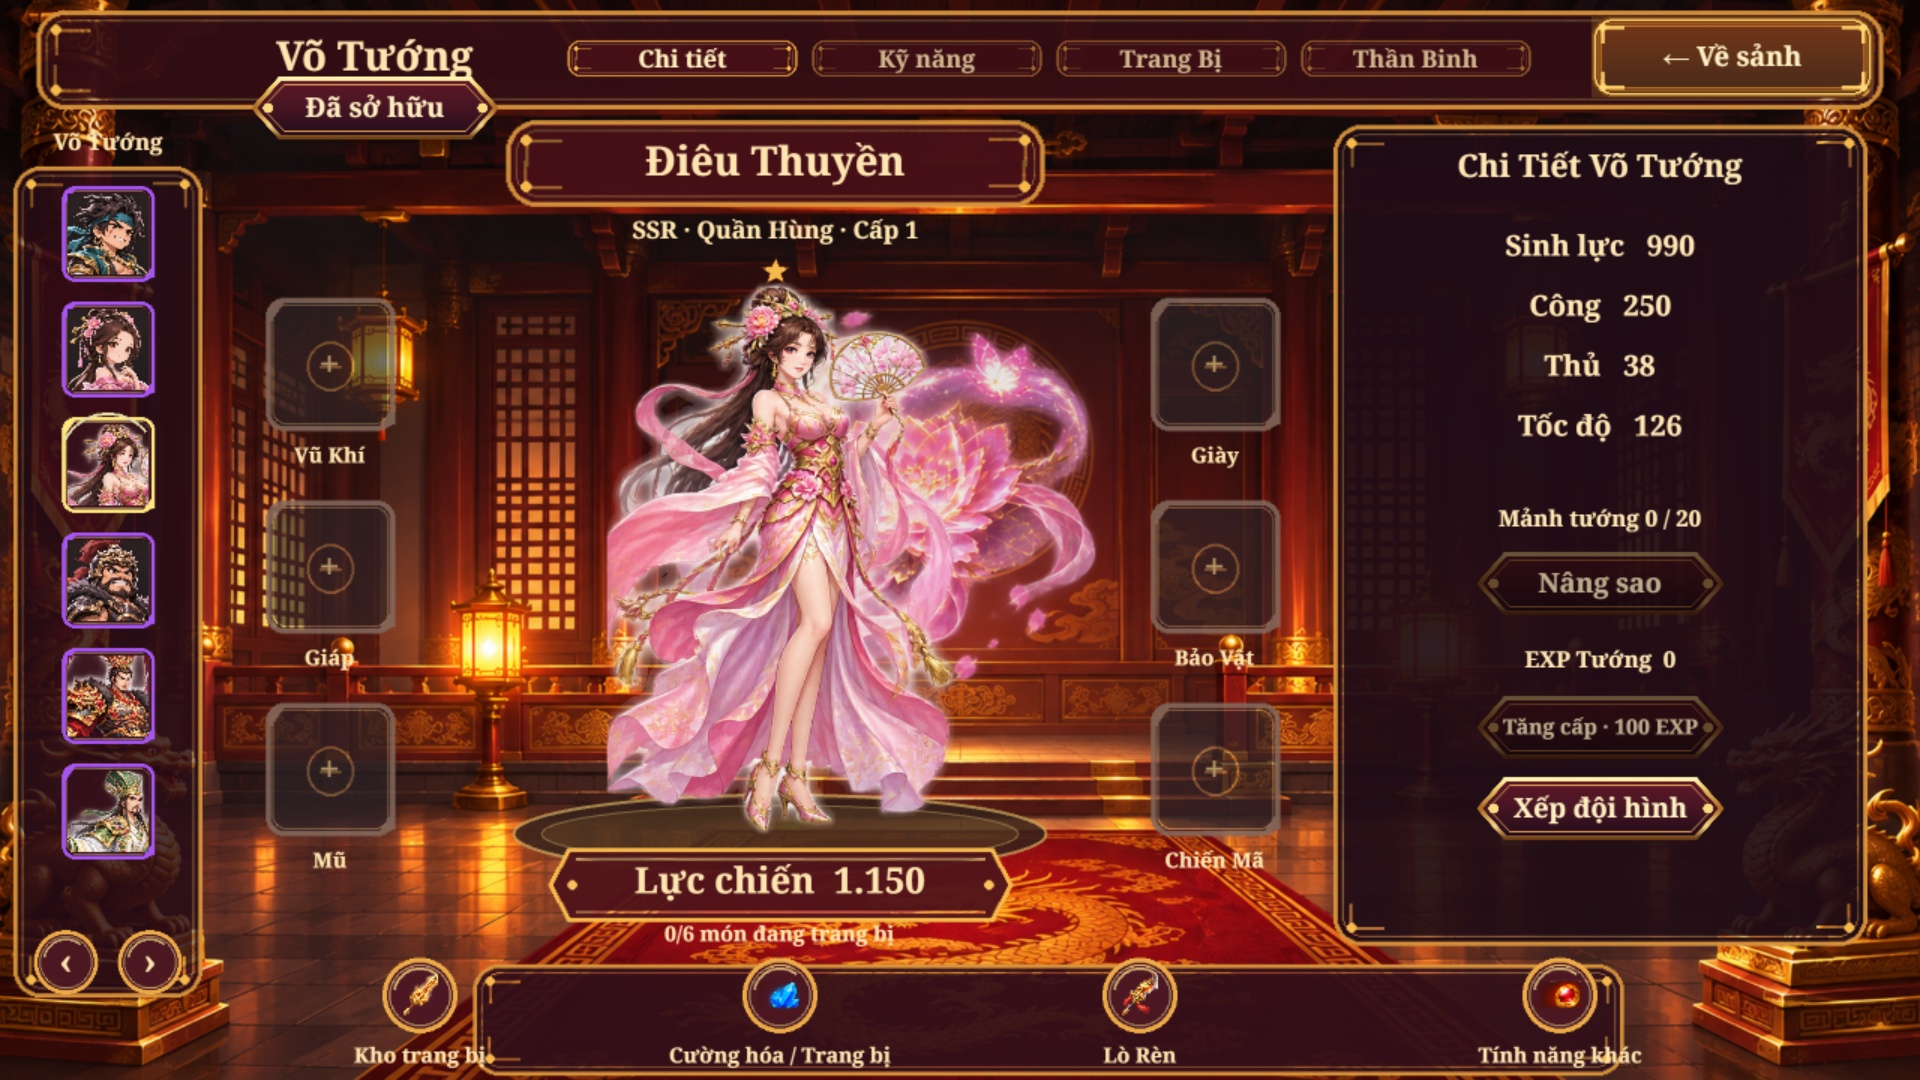 Võ Tướng
Chi tiết
Kỹ năng
Trang Bị
Thần Binh
← Về sảnh
Đã sở hữu
Võ Tướng
Điêu Thuyền
SSR · Quần Hùng · Cấp 1
Chi Tiết Võ Tướng
Sinh lực 990
Công 250
Thủ 38
Tốc độ 126
Mảnh tướng 0 / 20
Nâng sao
EXP Tướng 0
Tăng cấp · 100 EXP
Xếp đội hình
Vũ Khí
Giáp
Mũ
Giày
Bảo Vật
Chiến Mã
Lực chiến 1.150
0/6 món đang trang bị
Kho trang bị
Cường hóa / Trang bị
Lò Rèn
Tính năng khác